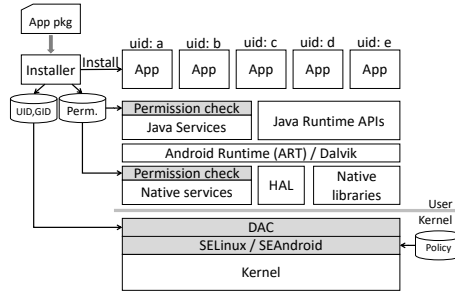 App pkg
Installer
Install
uid: a
uid: b
uid: c
uid: d
uid: e
App
App
App
App
App
UID,GID
Perm.
Permission check
Java Services
Java Runtime APIs
Android Runtime (ART) / Dalvik
Permission check
Native services
HAL
Native
libraries
User
Kernel
DAC
SELinux / SEAndroid
Policy
Kernel